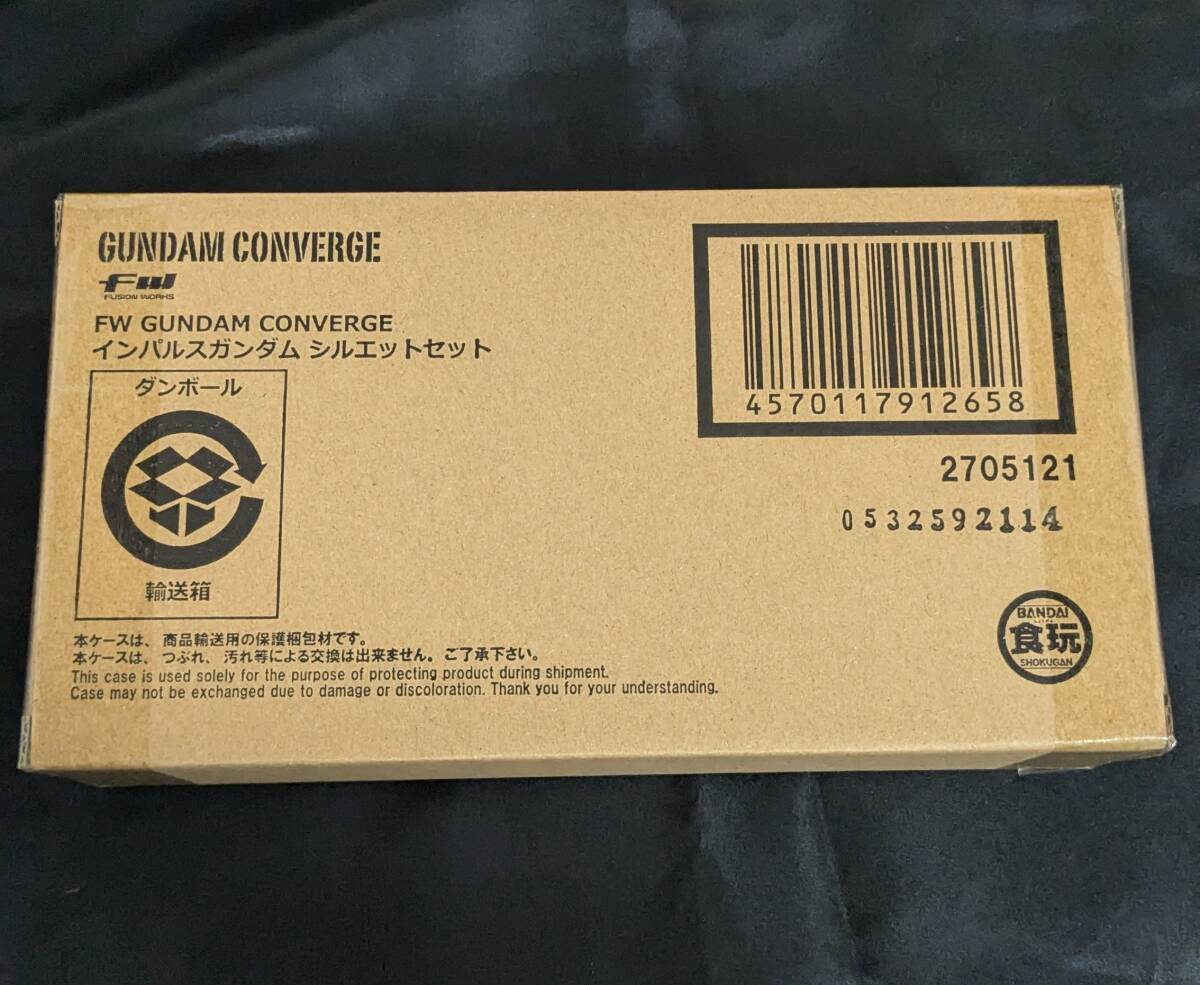 GUNDAM CONVERGE
FW
FUSION WORKS
FW GUNDAM CONVERGE
インパルスガンダム シルエットセット
ダンボール
輸送箱
本ケースは、商品輸送用の保護梱包材です。
本ケースは、つぶれ、汚れ等による交換は出来ません。ご了承下さい。
This case is used solely for the purpose of protecting product during shipment.
Case may not be exchanged due to damage or discoloration. Thank you for your understanding.
4570117912658
2705121
0532592114
BANDAI
食玩
SHOKUGAN